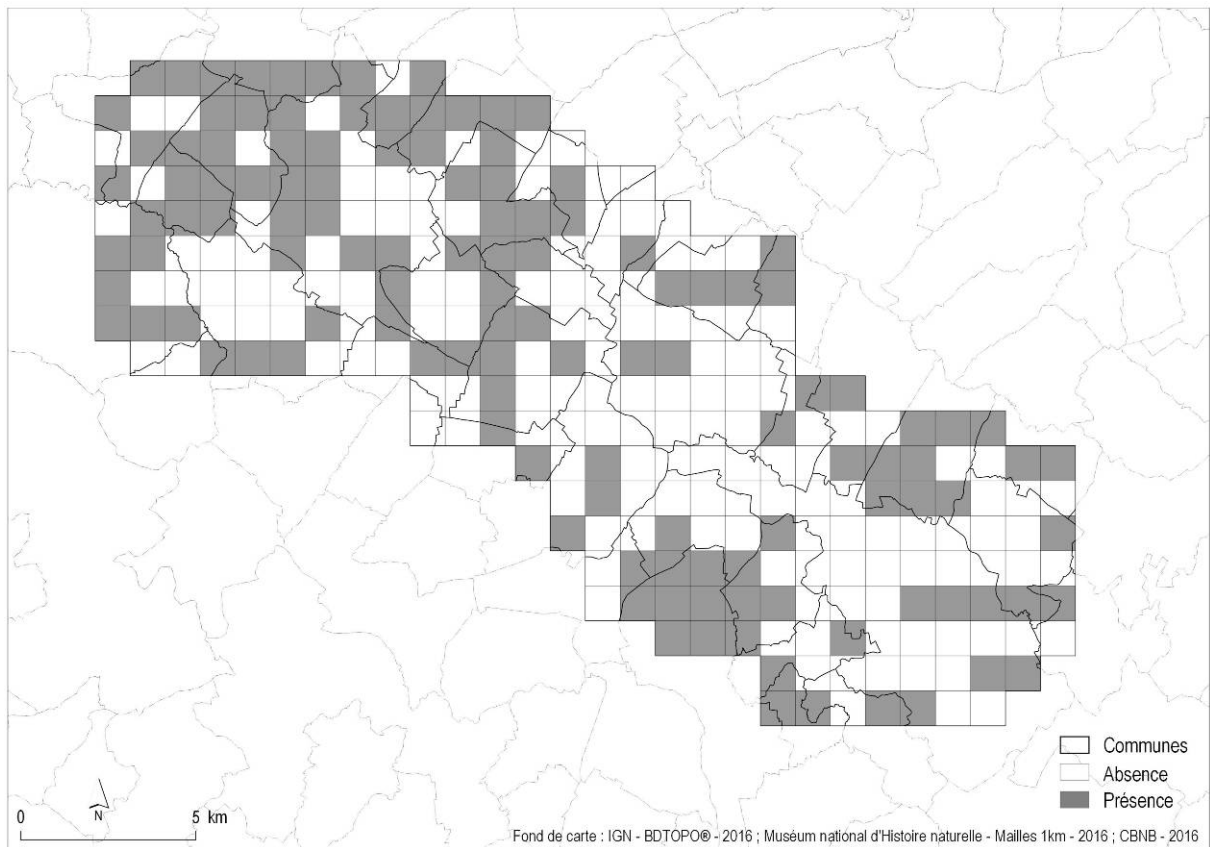 Communes
Absence
Présence
N
0 5 km
Fond de carte : IGN - BDTOPO® - 2016 ; Muséum national d'Histoire naturelle - Mailles 1km - 2016 ; CBNB - 2016